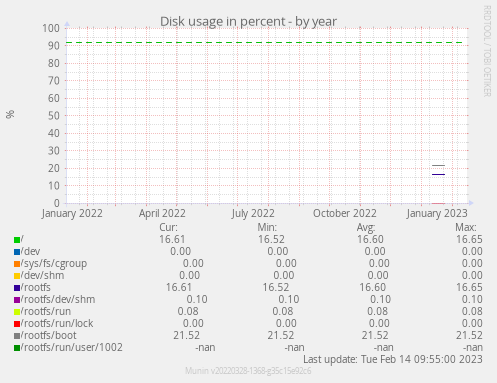 Disk usage in percent - by year
RRDTOOL / TOBI OETIKER
%
100
90
80
70
60
50
40
30
20
10
0
January 2022 April 2022 July 2022 October 2022 January 2023
Cur: Min: Avg: Max:
/ 16.61 16.52 16.60 16.65
/dev 0.00 0.00 0.00 0.00
/sys/fs/cgroup 0.00 0.00 0.00 0.00
/dev/shm 0.00 0.00 0.00 0.00
/rootfs 16.61 16.52 16.60 16.65
/rootfs/dev/shm 0.10 0.10 0.10 0.10
/rootfs/run 0.08 0.08 0.08 0.08
/rootfs/run/lock 0.00 0.00 0.00 0.00
/rootfs/boot 21.52 21.52 21.52 21.52
/rootfs/run/user/1002 -nan -nan -nan -nan
Last update: Tue Feb 14 09:55:00 2023
Munin v20220328-1368-g35c15e92c6